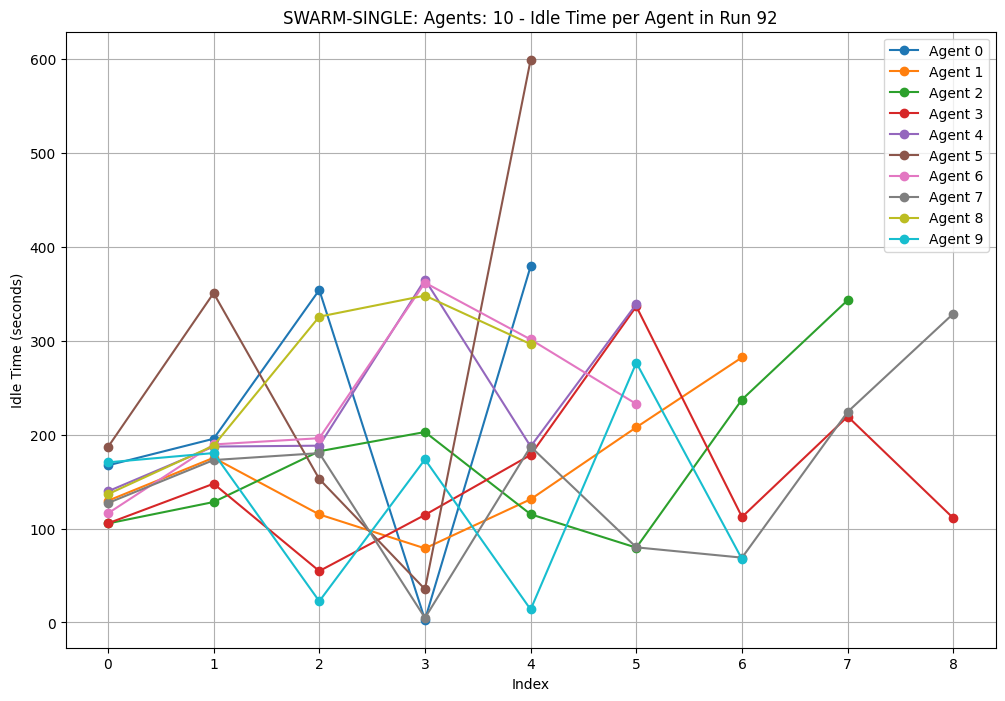 SWARM-SINGLE: Agents: 10 - Idle Time per Agent in Run 92
Idle Time (seconds)
600
500
400
300
200
100
0
0 1 2 3 4 5 6 7 8
Index
Agent 0
Agent 1
Agent 2
Agent 3
Agent 4
Agent 5
Agent 6
Agent 7
Agent 8
Agent 9